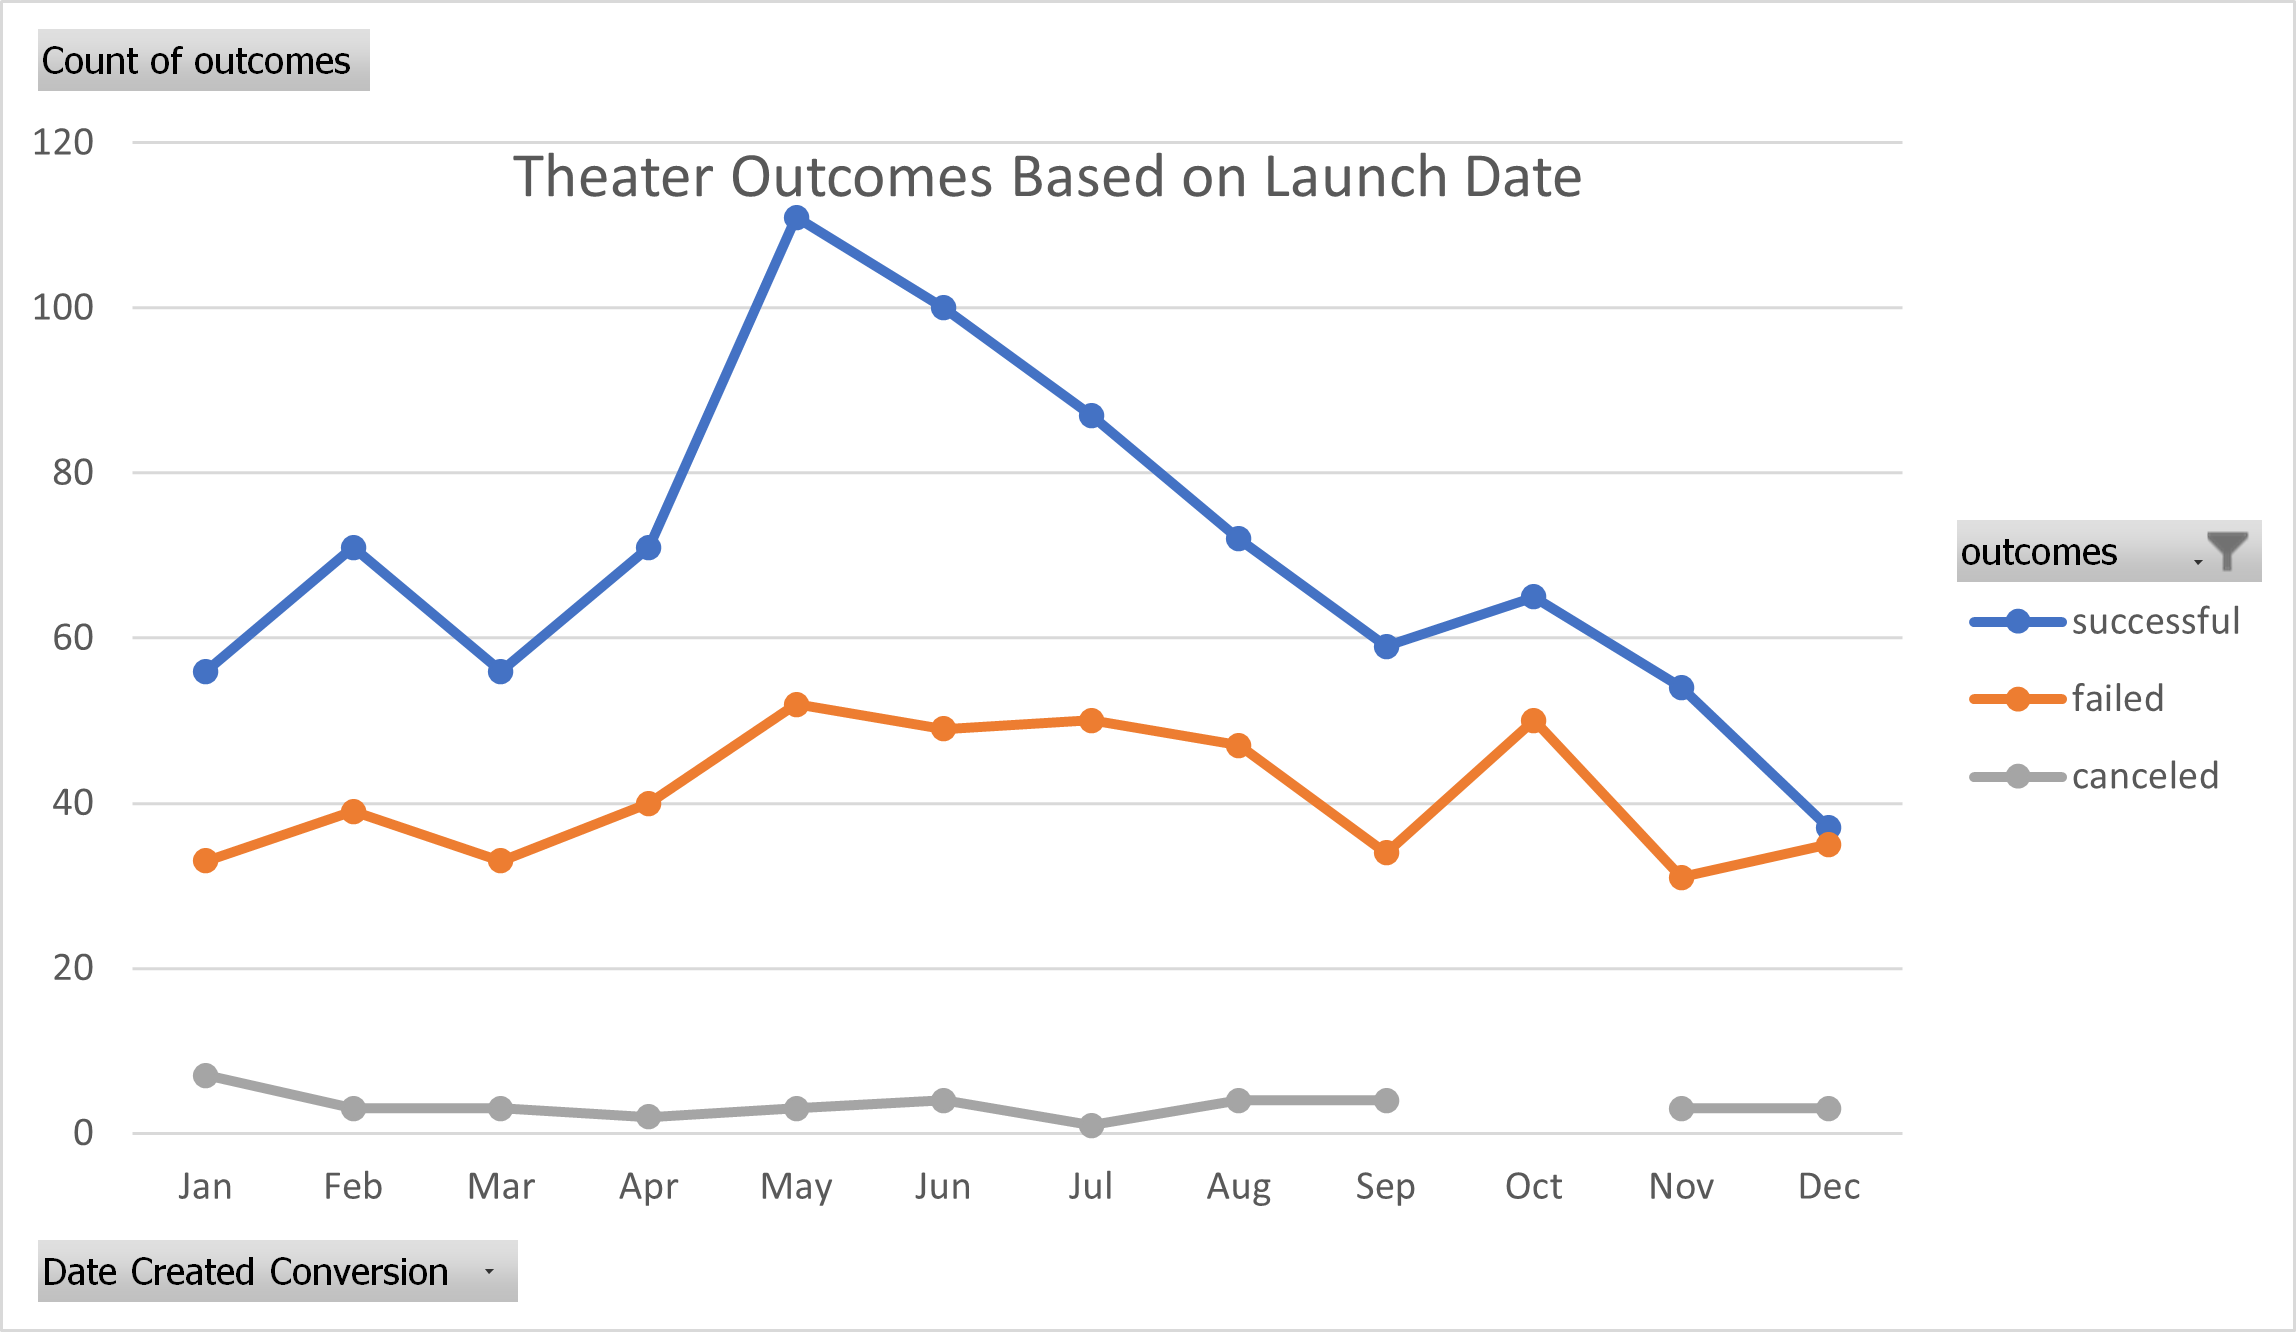 Count of outcomes
Theater Outcomes Based on Launch Date
120
100
80
60
40
20
0
Jan Feb Mar Apr May Jun Jul Aug Sep Oct Nov Dec
outcomes
successful
failed
canceled
Date Created Conversion